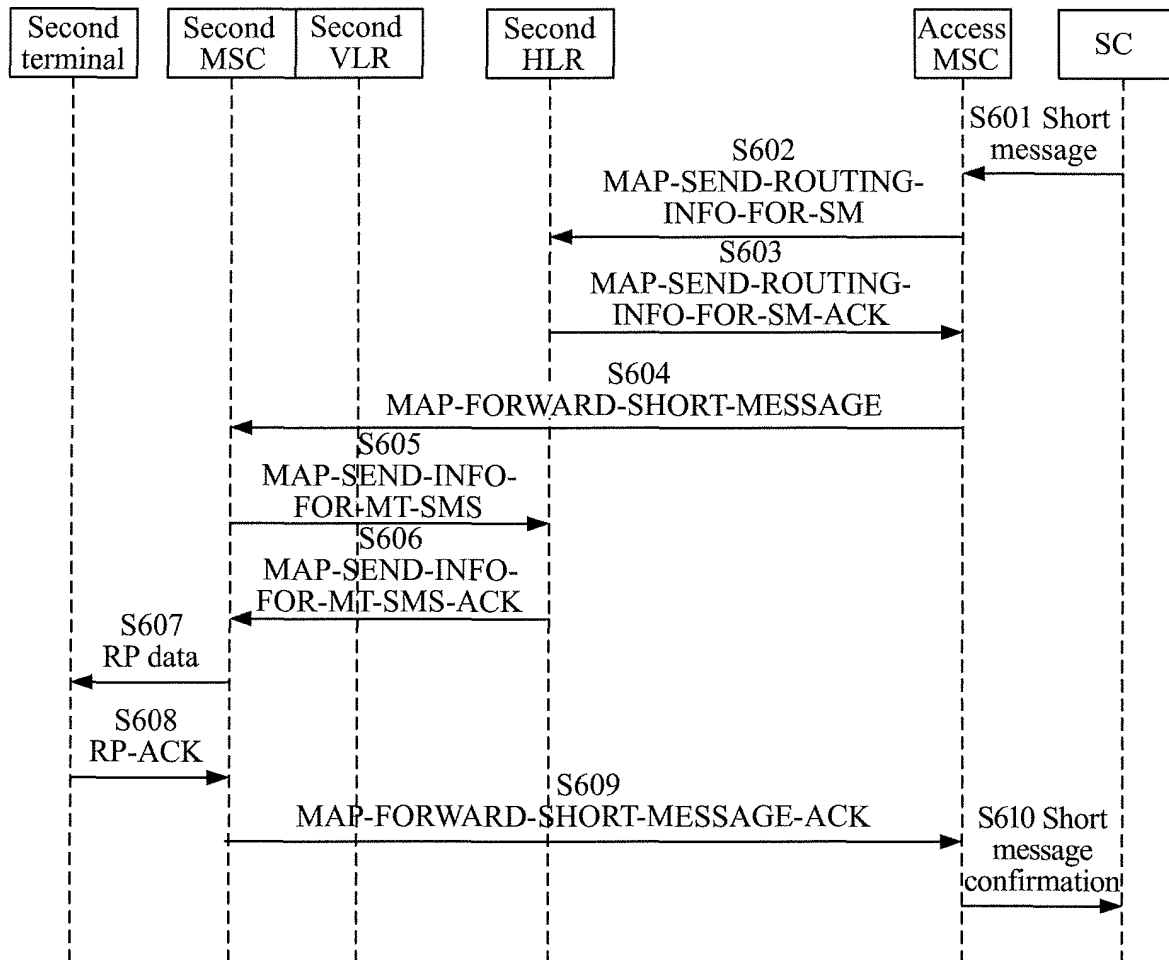 Second
terminal
Second
MSC
Second
VLR
Second
HLR
Access
MSC
SC
S601 Short
message
S602
MAP-SEND-ROUTING-
INFO-FOR-SM
S603
MAP-SEND-ROUTING-
INFO-FOR-SM-ACK
S604
MAP-FORWARD-SHORT-MESSAGE
S605
MAP-SEND-INFO-
FOR-MT-SMS
S606
MAP-SEND-INFO-
FOR-MT-SMS-ACK
S607
RP data
S608
RP-ACK
S609
MAP-FORWARD-SHORT-MESSAGE-ACK
S610 Short
message
confirmation